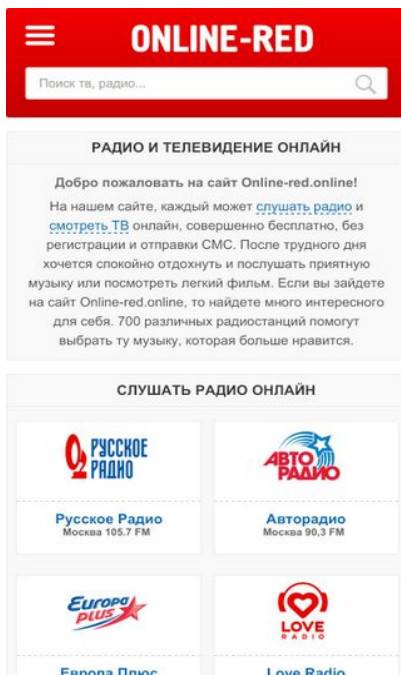 ONLINE-RED
Поиск тв, радио...
РАДИО И ТЕЛЕВИДЕНИЕ ОНЛАЙН
Добро пожаловать на сайт Online-red.online!
На нашем сайте, каждый может слушать радио и
смотреть ТВ онлайн, совершенно бесплатно, без
регистрации и отправки СМС. После трудного дня
хочется спокойно отдохнуть и послушать приятную
музыку или посмотреть легкий фильм. Если вы зайдете
на сайт Online-red.online, то найдете много интересного
для себя. 700 различных радиостанций помогут
выбрать ту музыку, которая больше нравится.
СЛУШАТЬ РАДИО ОНЛАЙН
РУССКОЕ
РАДИО
АВТО
РАДИО
Русское Радио
Москва 105.7 FM
Авторадио
Москва 90,3 FM
Europa
plus
LOVE
RADIO
Европа Плюс
Love Radio